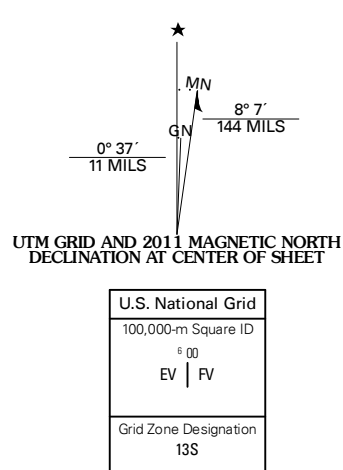 ★
MN
8° 7´
144 MILS
GN
0° 37´
11 MILS
UTM GRID AND 2011 MAGNETIC NORTH
DECLINATION AT CENTER OF SHEET
U.S. National Grid
100,000-m Square ID
6 00
EV | FV
Grid Zone Designation
13S